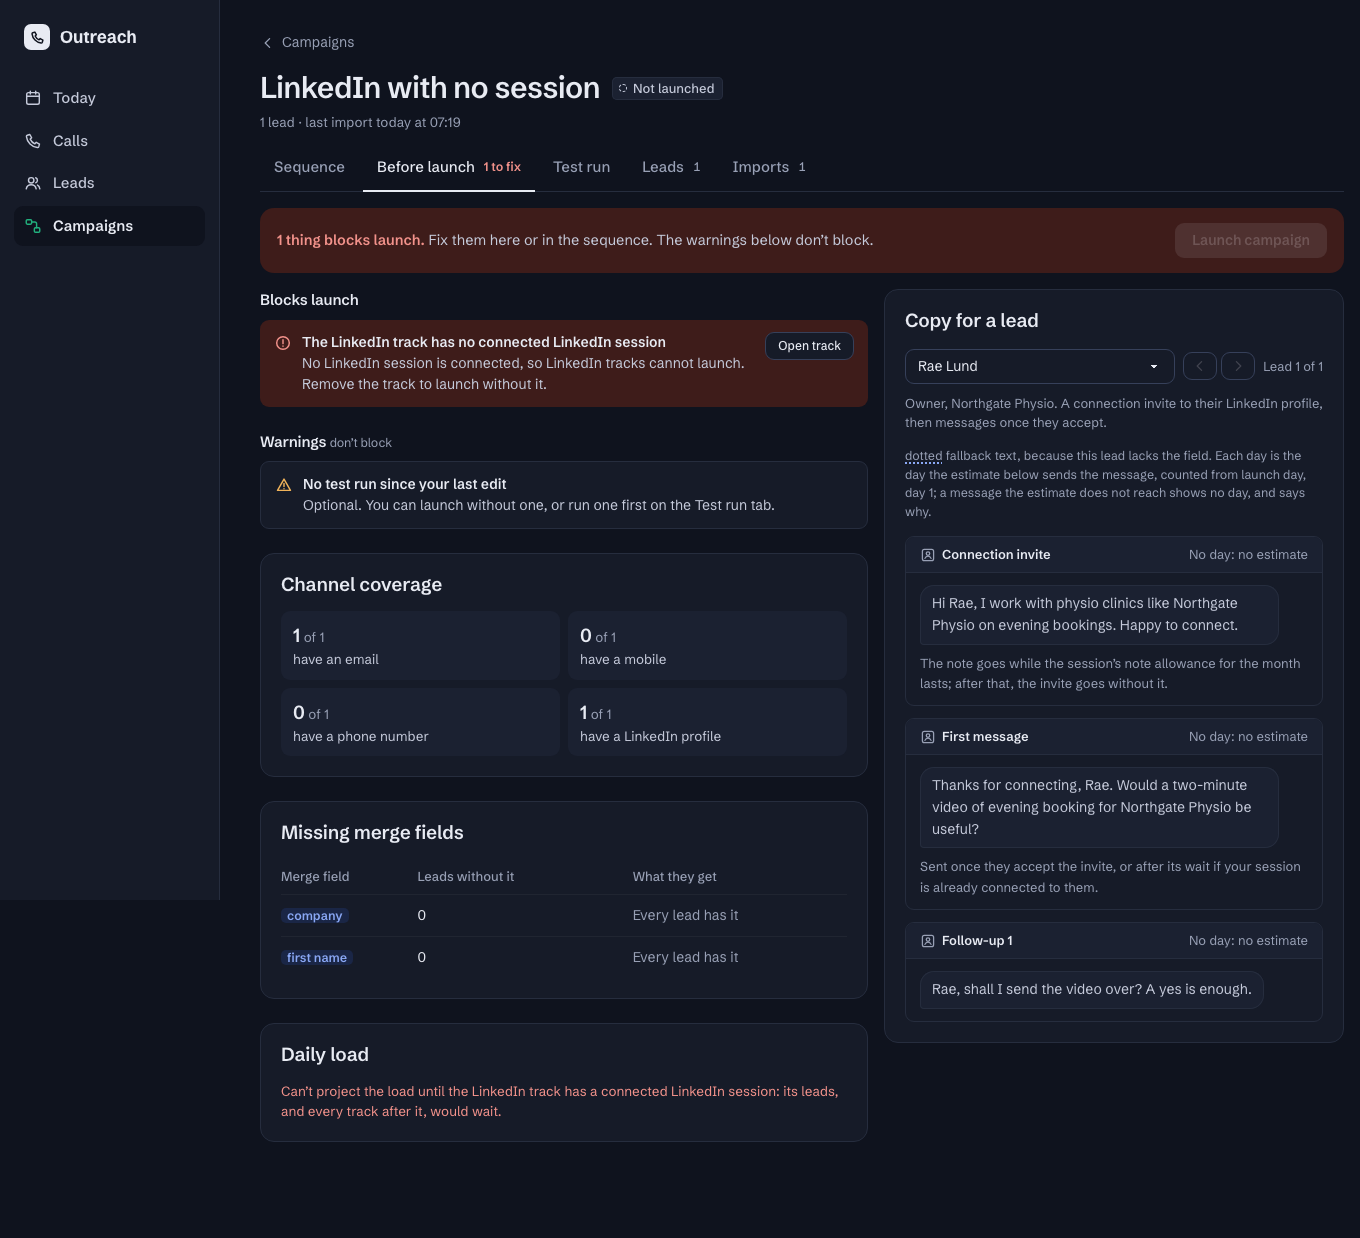 Outreach
Today
Calls
Leads
Campaigns
Campaigns
LinkedIn with no session
Not launched
1 lead · last import today at 07:19
Sequence
Before launch 1 to fix
Test run
Leads 1
Imports 1
1 thing blocks launch. Fix them here or in the sequence. The warnings below don’t block.
Launch campaign
Blocks launch
The LinkedIn track has no connected LinkedIn session
No LinkedIn session is connected, so LinkedIn tracks cannot launch.
Remove the track to launch without it.
Open track
Warnings don’t block
No test run since your last edit
Optional. You can launch without one, or run one first on the Test run tab.
Channel coverage
1 of 1
have an email
0 of 1
have a mobile
0 of 1
have a phone number
1 of 1
have a LinkedIn profile
Missing merge fields
Merge field Leads without it What they get
company 0 Every lead has it
first name 0 Every lead has it
Daily load
Can’t project the load until the LinkedIn track has a connected LinkedIn session: its leads,
and every track after it, would wait.
Copy for a lead
Rae Lund
Lead 1 of 1
Owner, Northgate Physio. A connection invite to their LinkedIn profile,
then messages once they accept.
dotted fallback text, because this lead lacks the field. Each day is the
day the estimate below sends the message, counted from launch day,
day 1; a message the estimate does not reach shows no day, and says
why.
Connection invite No day: no estimate
Hi Rae, I work with physio clinics like Northgate
Physio on evening bookings. Happy to connect.
The note goes while the session’s note allowance for the month
lasts; after that, the invite goes without it.
First message No day: no estimate
Thanks for connecting, Rae. Would a two-minute
video of evening booking for Northgate Physio be
useful?
Sent once they accept the invite, or after its wait if your session
is already connected to them.
Follow-up 1 No day: no estimate
Rae, shall I send the video over? A yes is enough.